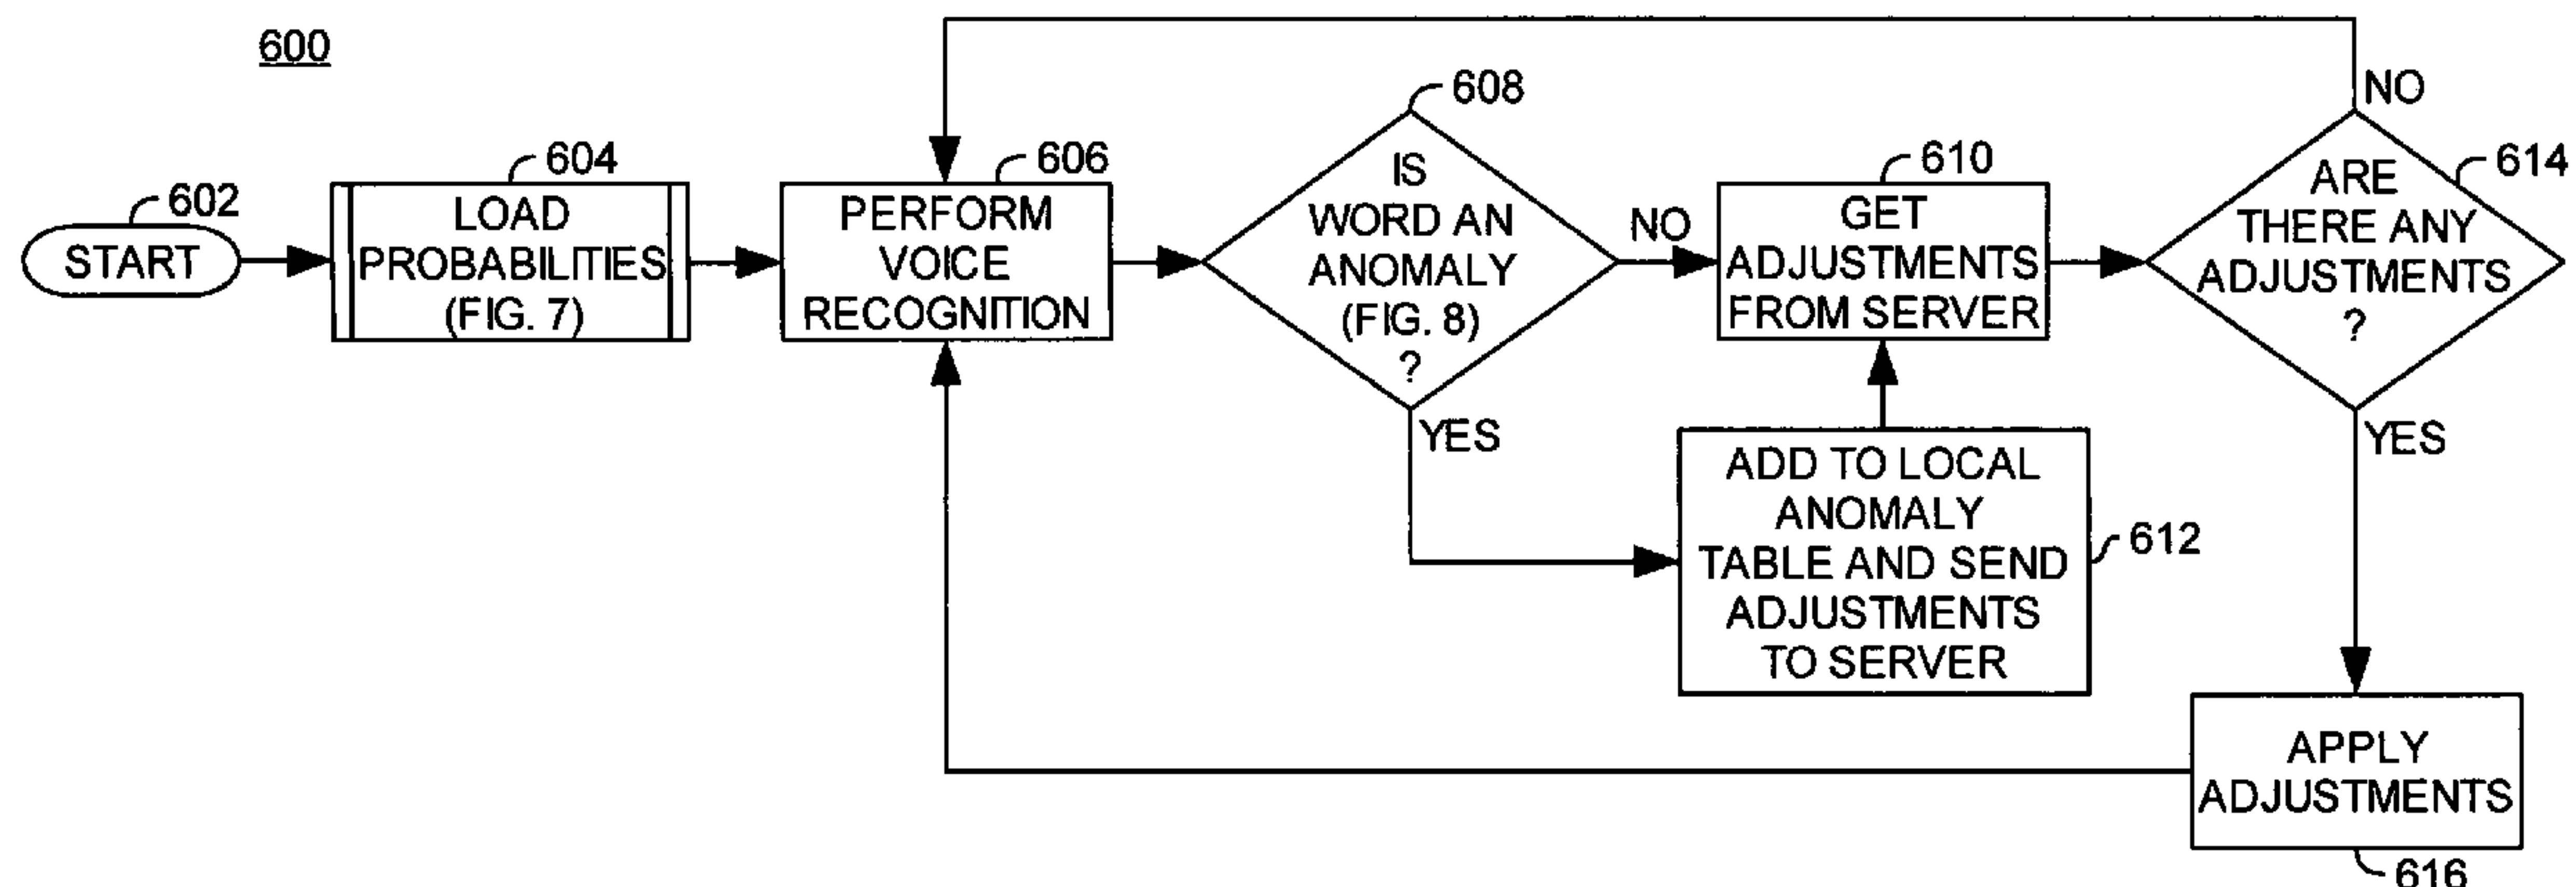 600
602
START
604
LOAD
PROBABILITIES
(FIG. 7)
606
PERFORM
VOICE
RECOGNITION
608
IS
WORD AN
ANOMALY
(FIG. 8)
?
NO
YES
610
GET
ADJUSTMENTS
FROM SERVER
612
ADD TO LOCAL
ANOMALY
TABLE AND SEND
ADJUSTMENTS
TO SERVER
614
ARE
THERE ANY
ADJUSTMENTS
?
NO
YES
APPLY
ADJUSTMENTS
616